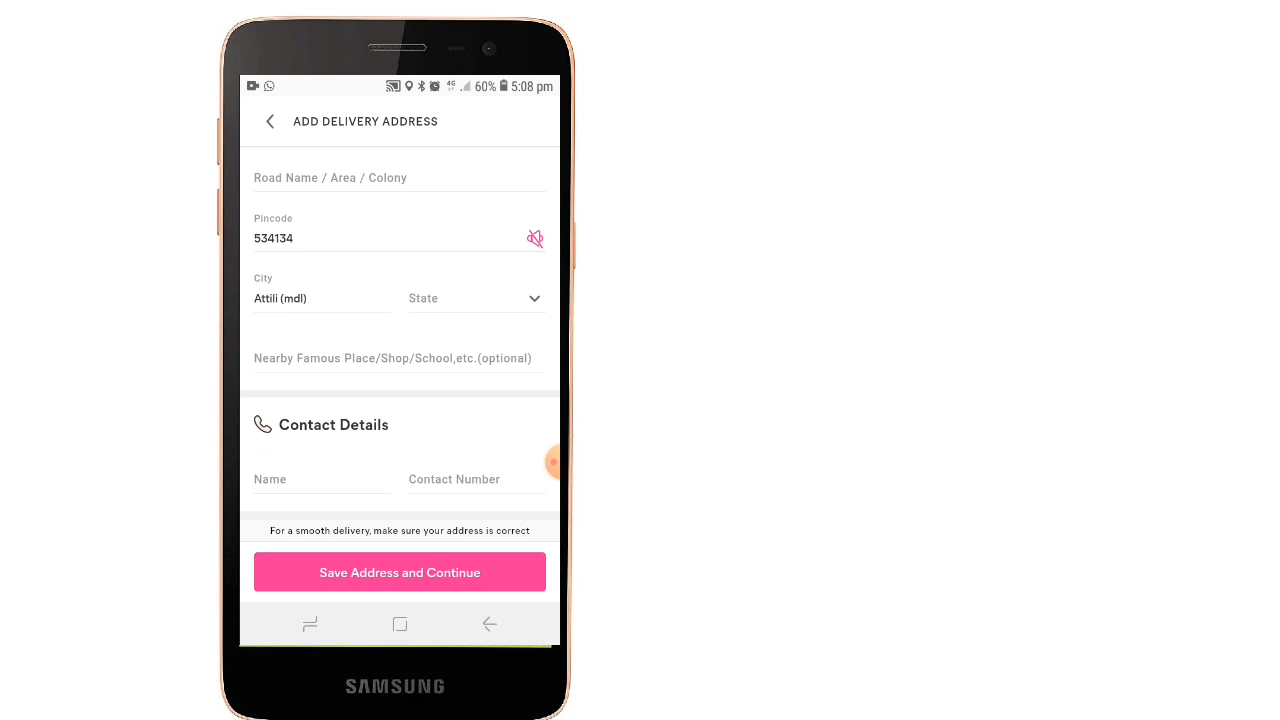 4G 60% 5:08 pm
ADD DELIVERY ADDRESS
Road Name / Area / Colony
Pincode
534134
City
Attili (mdl) State
Nearby Famous Place/Shop/School,etc.(optional)
Contact Details
Name Contact Number
For a smooth delivery, make sure your address is correct
Save Address and Continue
SAMSUNG